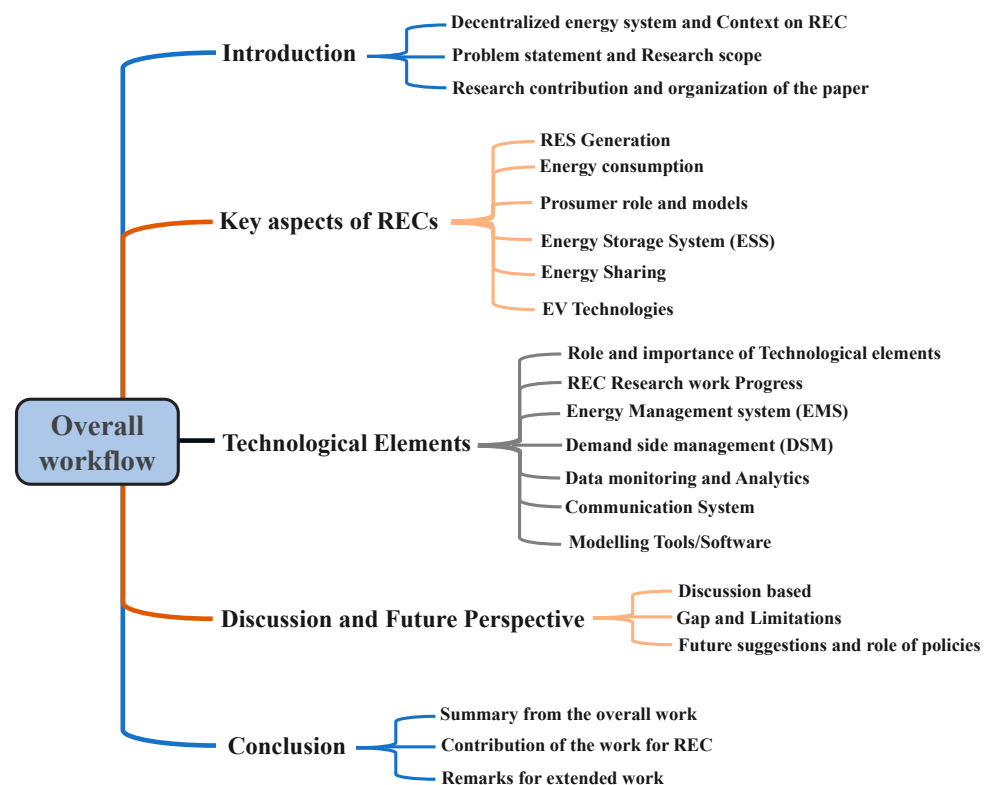 Overall
workflow
Introduction
Decentralized energy system and Context on REC
Problem statement and Research scope
Research contribution and organization of the paper
Key aspects of RECs
RES Generation
Energy consumption
Prosumer role and models
Energy Storage System (ESS)
Energy Sharing
EV Technologies
Technological Elements
Role and importance of Technological elements
REC Research work Progress
Energy Management system (EMS)
Demand side management (DSM)
Data monitoring and Analytics
Communication System
Modelling Tools/Software
Discussion and Future Perspective
Discussion based
Gap and Limitations
Future suggestions and role of policies
Conclusion
Summary from the overall work
Contribution of the work for REC
Remarks for extended work